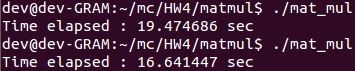 dev@dev-GRAM:~/mc/HW4/matmul$ ./mat_mul
Time elapsed : 19.474686 sec
dev@dev-GRAM:~/mc/HW4/matmul$ ./mat_mul
Time elapsed : 16.641447 sec